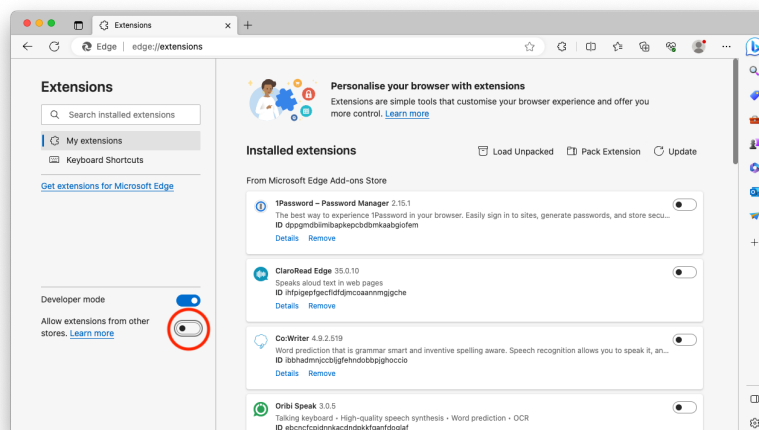 Extensions
Edge
edge://extensions
Extensions
Search installed extensions
My extensions
Keyboard Shortcuts
Get extensions for Microsoft Edge
Developer mode
Allow extensions from other
stores. Learn more
Personalise your browser with extensions
Extensions are simple tools that customise your browser experience and offer you
more control. Learn more
Installed extensions
Load Unpacked
Pack Extension
Update
From Microsoft Edge Add-ons Store
1Password – Password Manager 2.15.1
The best way to experience 1Password in your browser. Easily sign in to sites, generate passwords, and store secu...
ID dppgmdbiimibapkepcbdbmkaabgiofem
Details Remove
ClaroRead Edge 35.0.10
Speaks aloud text in web pages
ID ihfpigepfgecfldfdjmcoaannmgjgche
Details Remove
Co:Writer 4.9.2.519
Word prediction that is grammar smart and inventive spelling aware. Speech recognition allows you to speak it, an...
ID ibbhadmnjccbljgfehndobbpjghoccio
Details Remove
Oribi Speak 3.0.5
Talking keyboard • High-quality speech synthesis • Word prediction • OCR